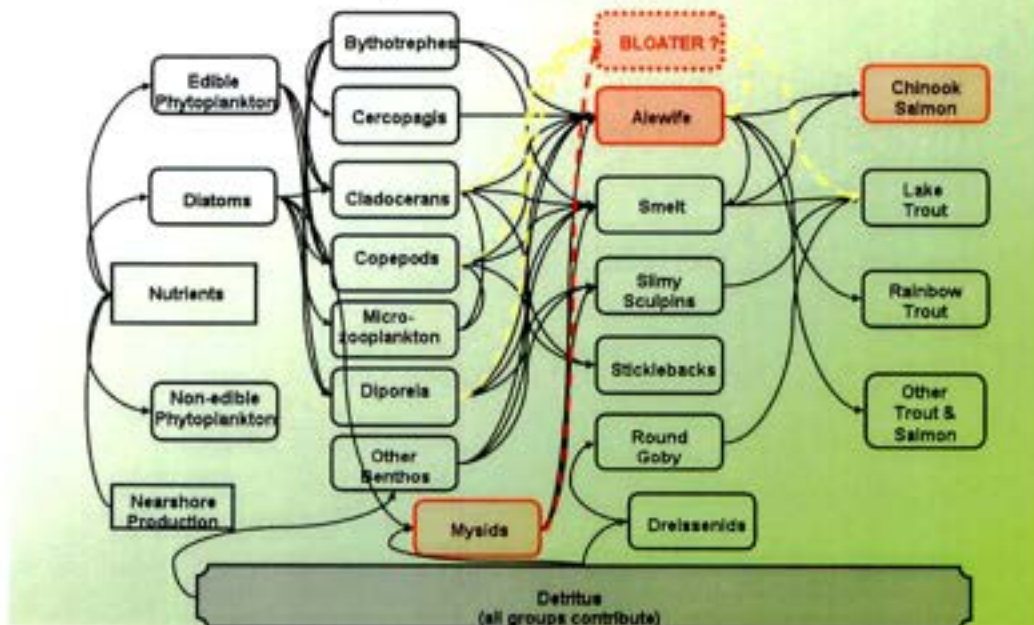 Bythotrephes
BLOATER ?
Edible
Phytoplankton
Cercopagis
Alewife
Chinook
Salmon
Diatoms
Cladocerans
Smelt
Lake
Trout
Copepods
Nutrients
Slimy
Sculpins
Rainbow
Trout
Micro-
zooplankton
Sticklebacks
Non-edible
Phytoplankton
Diporeia
Other
Trout &
Salmon
Other
Benthos
Round
Goby
Nearshore
Production
Mysids
Dreissenids
Detritus
(all groups contribute)